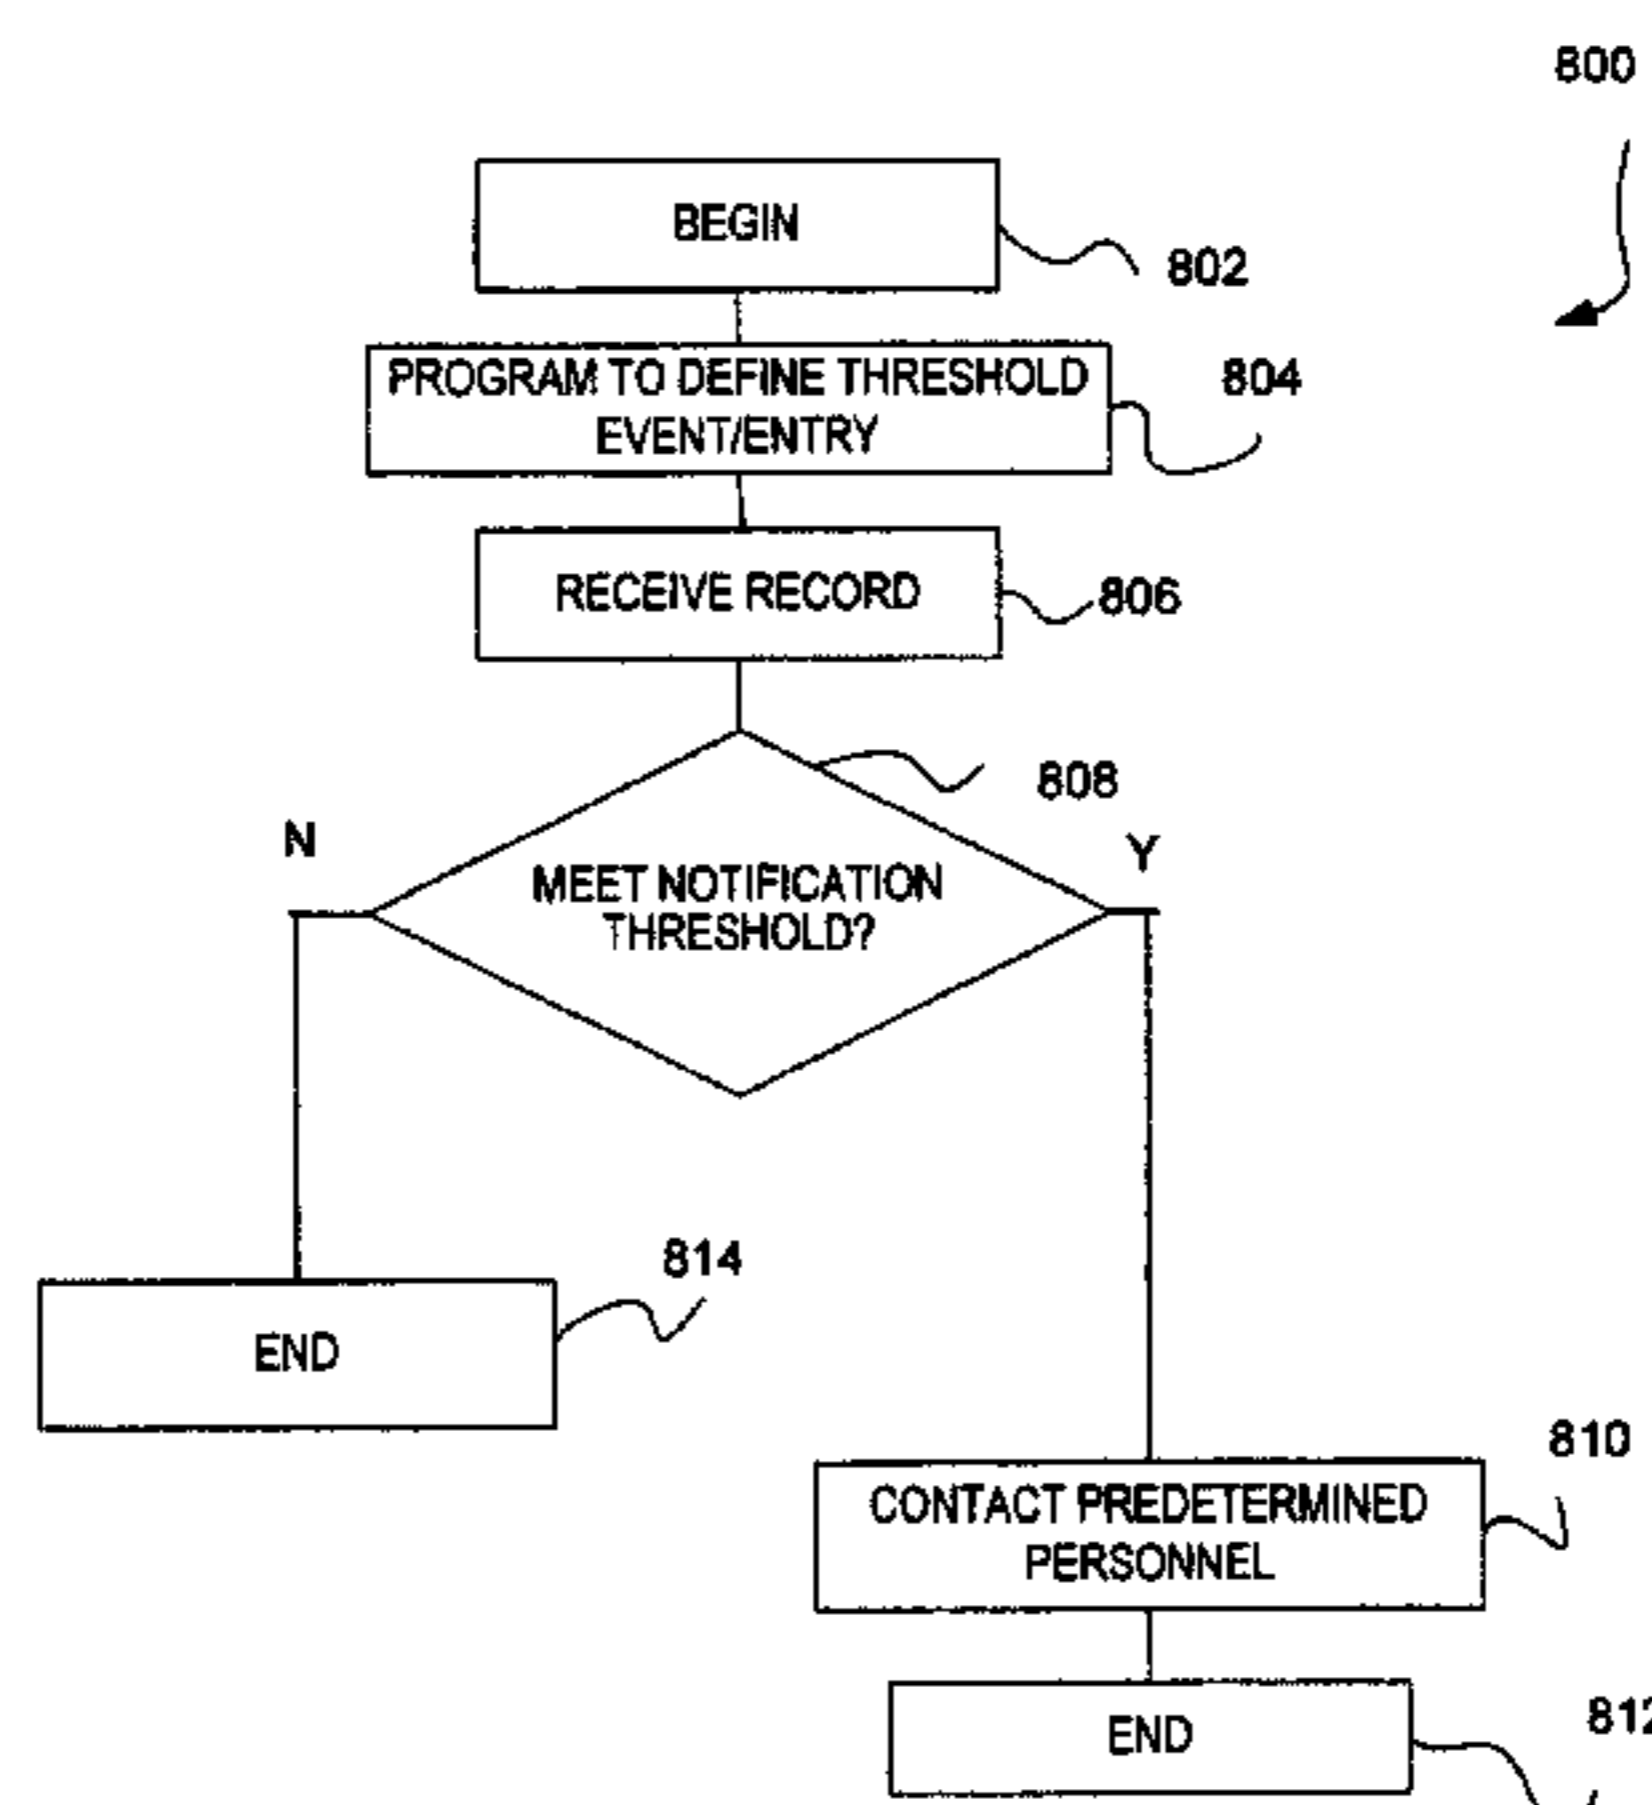 800
BEGIN
802
PROGRAM TO DEFINE THRESHOLD
EVENT/ENTRY
804
RECEIVE RECORD
806
808
N
Y
MEET NOTIFICATION
THRESHOLD?
814
END
810
CONTACT PREDETERMINED
PERSONNEL
812
END